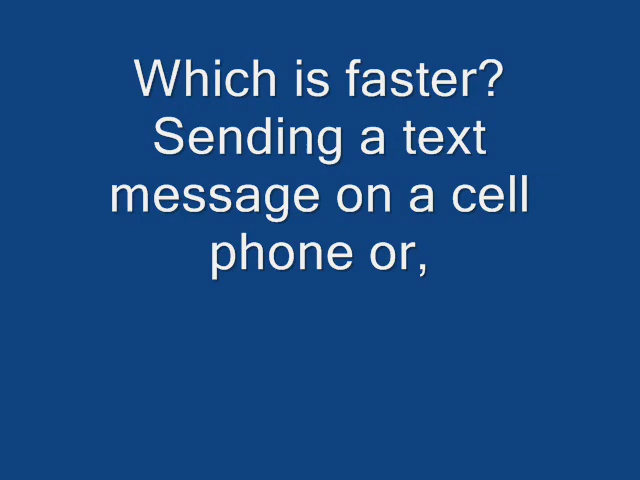 Which is faster?
Sending a text
message on a cell
phone or,